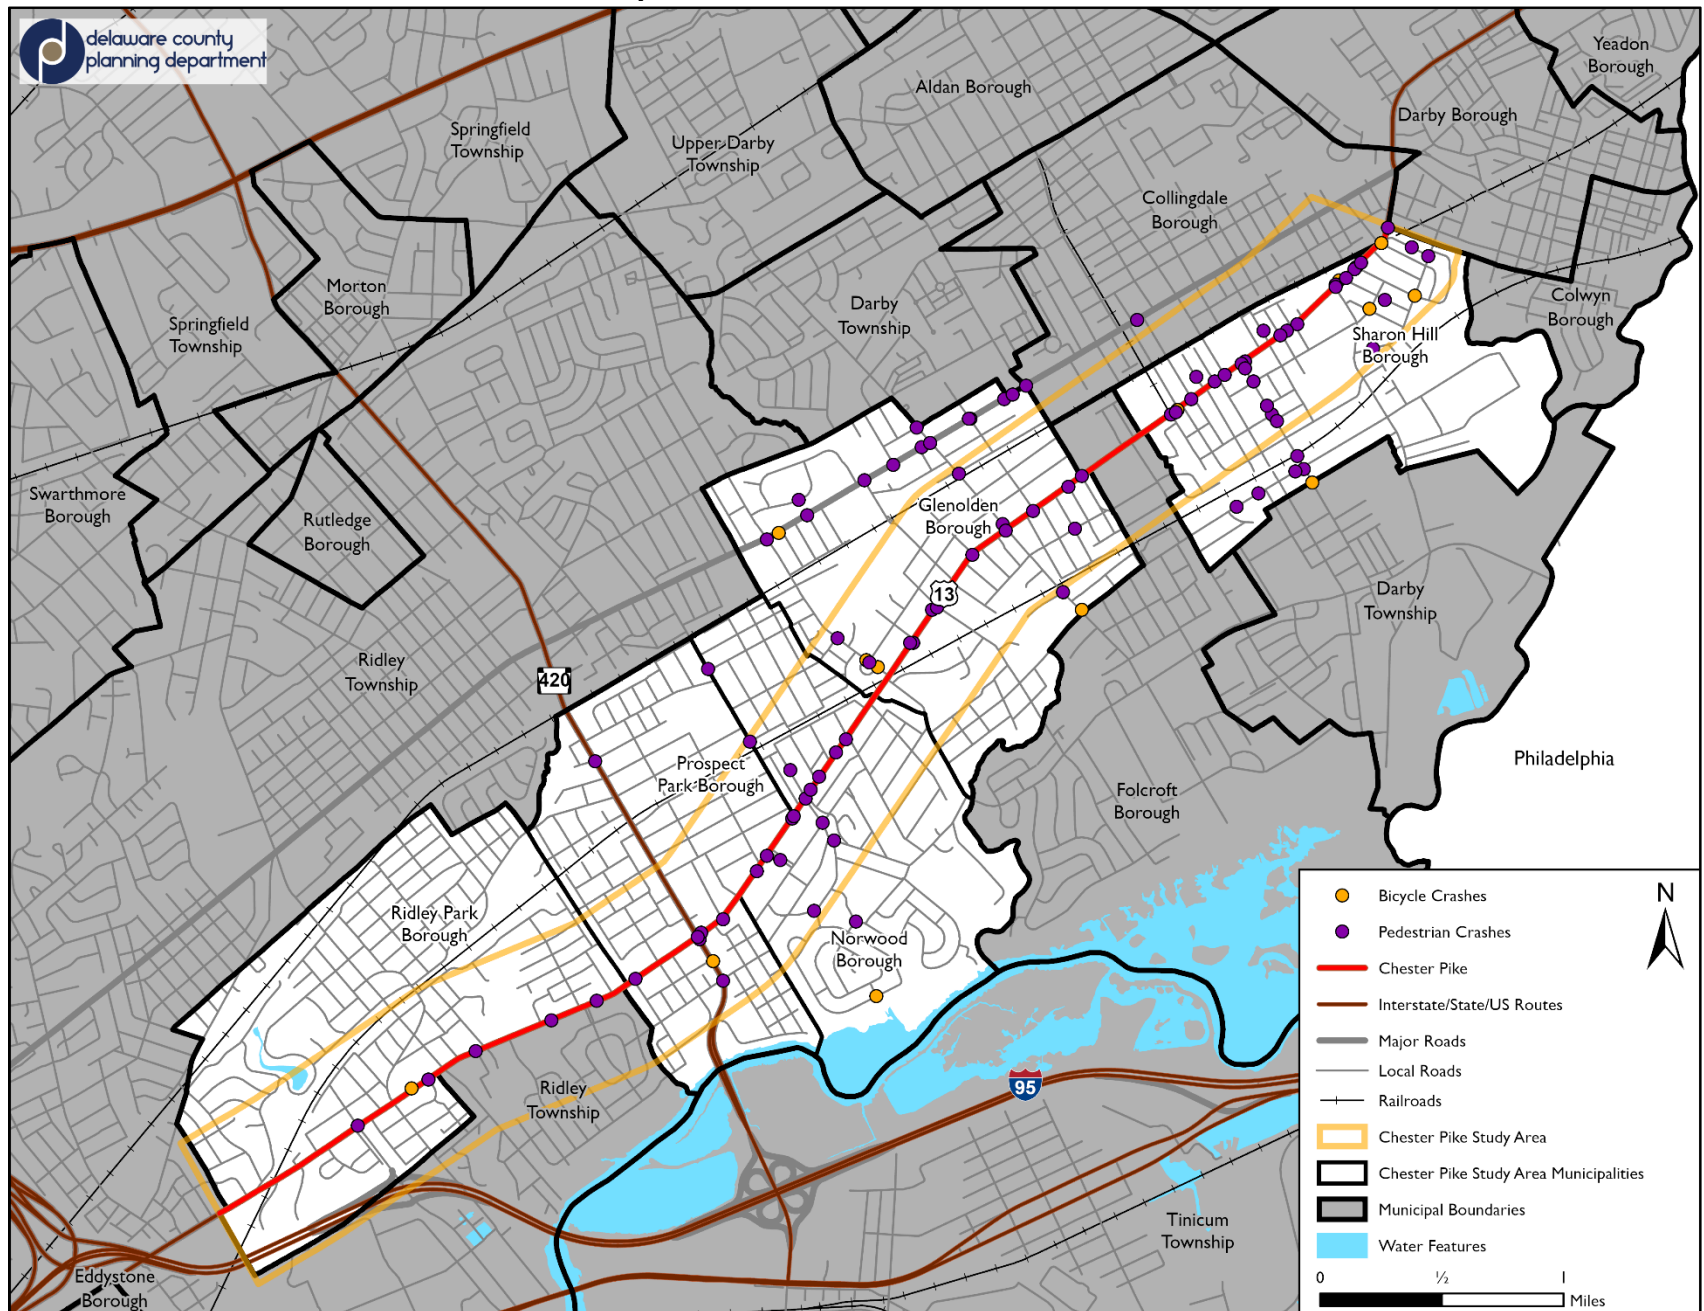 delaware county
planning department
Yeadon
Borough
Aldan Borough
Darby Borough
Springfield
Township
Upper Darby
Township
Collingdale
Borough
Morton
Borough
Darby
Township
Colwyn
Borough
Springfield
Township
Sharon Hill
Borough
Swarthmore
Borough
Rutledge
Borough
Glenolden
Borough
13
Darby
Township
Ridley
Township
420
Prospect
Park Borough
Philadelphia
Folcroft
Borough
Ridley Park
Borough
Norwood
Borough
Ridley
Township
95
Tinicum
Township
Eddystone
Borough
Bicycle Crashes
N
Pedestrian Crashes
Chester Pike
Interstate/State/US Routes
Major Roads
Local Roads
Railroads
Chester Pike Study Area
Chester Pike Study Area Municipalities
Municipal Boundaries
Water Features
0 ½ 1
Miles